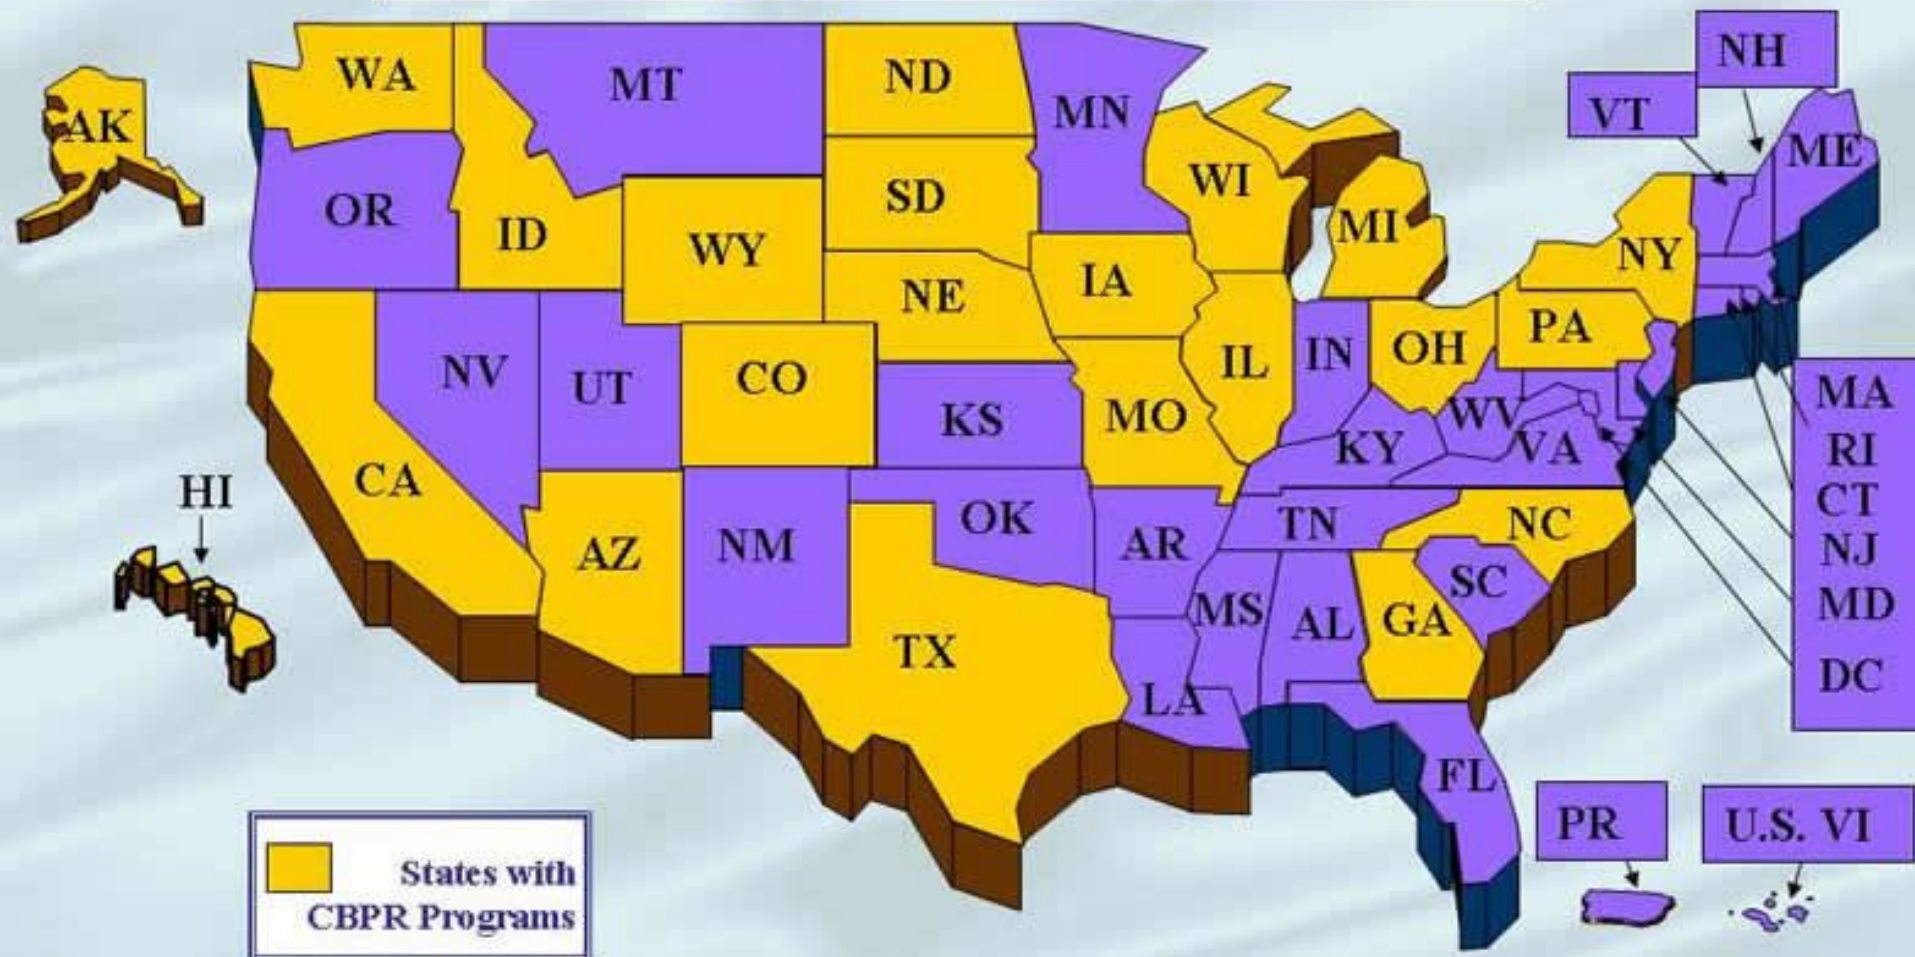 NH
VT
WA
MT
ND
MN
AK
ME
WI
OR
ID
SD
MI
WY
NY
NE
IA
PA
NV
UT
CO
IL
IN
OH
KS
MO
WV
MA
KY
VA
RI
CA
CT
HI
OK
TN
NC
AZ
NM
AR
NJ
SC
MS
AL
GA
MD
TX
LA
DC
FL
PR
U.S. VI
States with
CBPR Programs